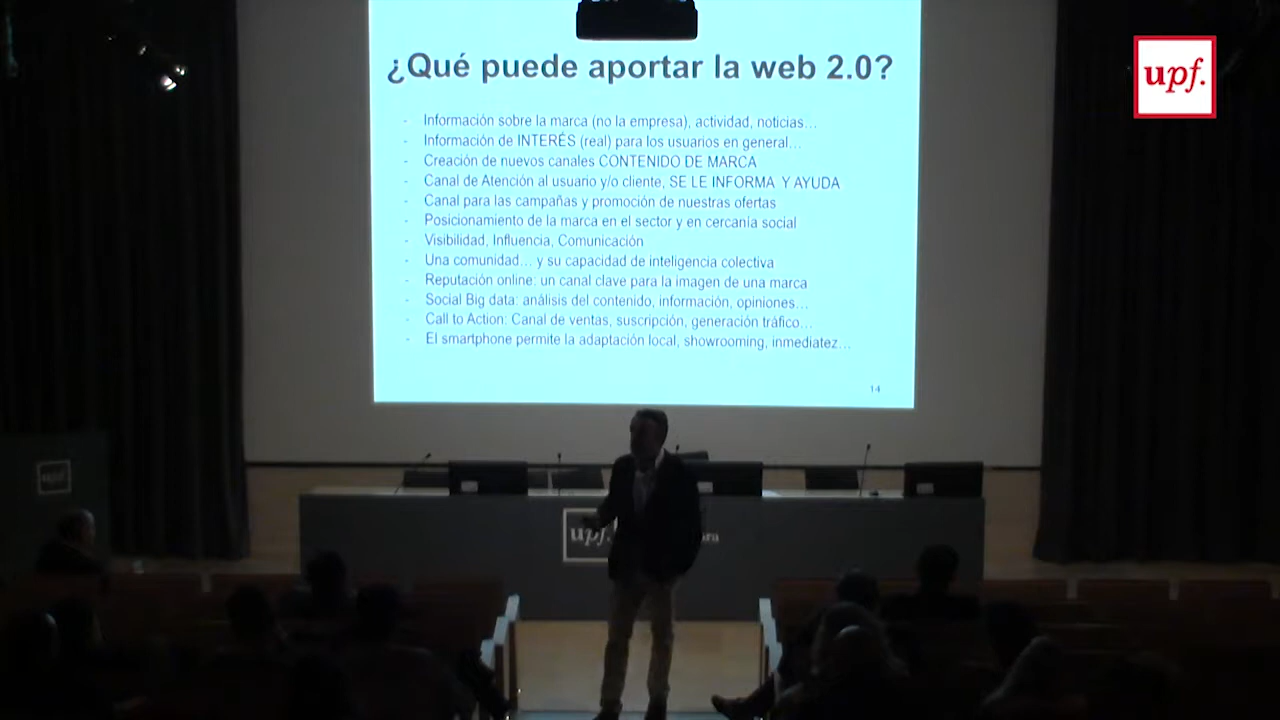 ¿Qué puede aportar la web 2.0?
upf.
- Información sobre la marca (no la empresa), actividad, noticias...
- Información de INTERÉS (real) para los usuarios en general...
- Creación de nuevos canales CONTENIDO DE MARCA
- Canal de Atención al usuario y/o cliente, SE LE INFORMA Y AYUDA
- Canal para las campañas y promoción de nuestras ofertas
- Posicionamiento de la marca en el sector y en cercanía social
- Visibilidad, Influencia, Comunicación
- Una comunidad... y su capacidad de inteligencia colectiva
- Reputación online: un canal clave para la imagen de una marca
- Social Big data: análisis del contenido, información, opiniones...
- Call to Action: Canal de ventas, suscripción, generación tráfico...
- El smartphone permite la adaptación local, showrooming, inmediatez...
14
upf.
upf.